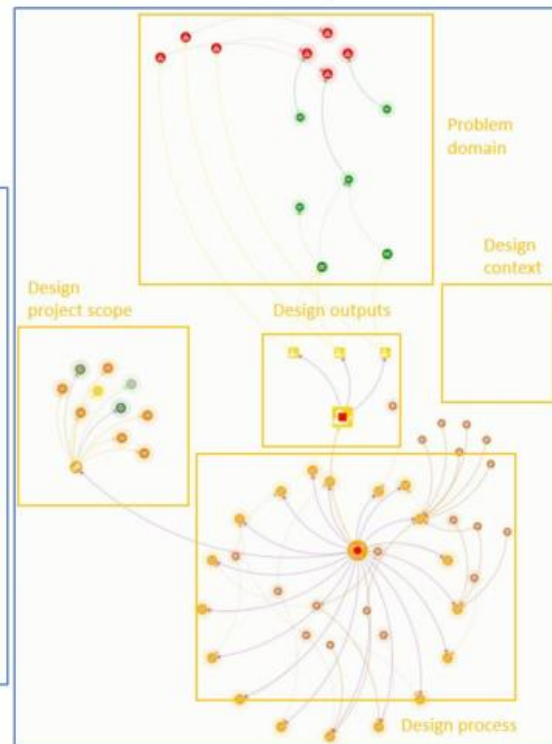 Problem
domain
Design
context
Design
project scope
Design outputs
Design process